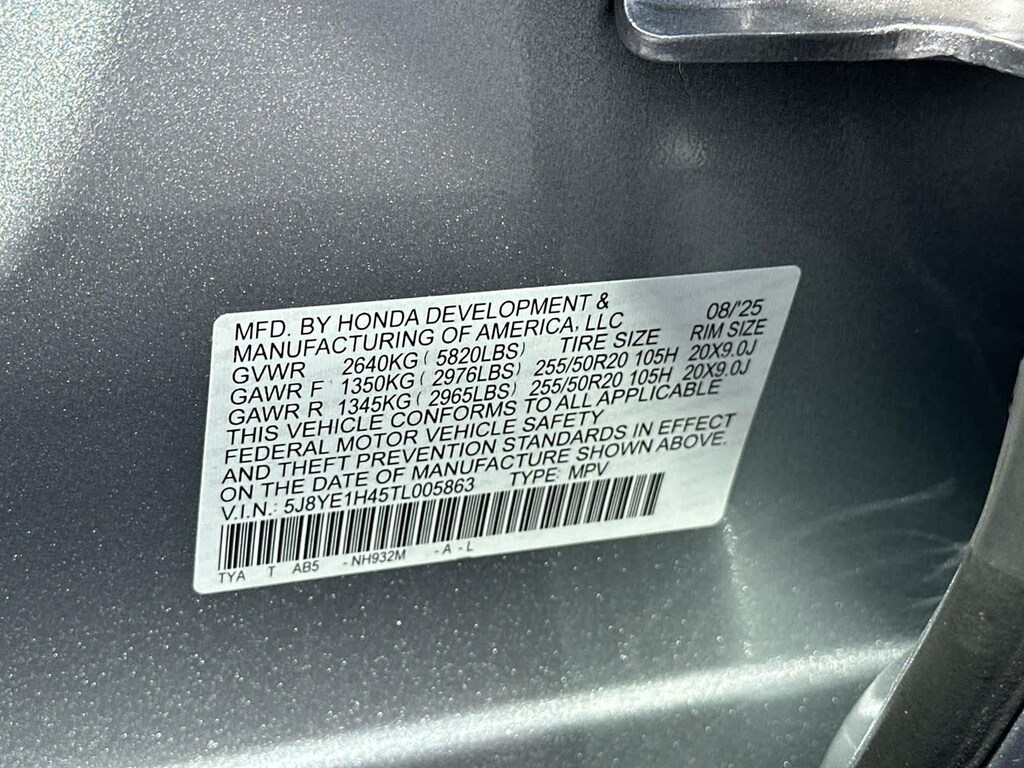 MFD. BY HONDA DEVELOPMENT & 08/'25
MANUFACTURING OF AMERICA, LLC
GVWR 2640KG ( 5820LBS) TIRE SIZE RIM SIZE
GAWR F 1350KG ( 2976LBS) 255/50R20 105H 20X9.0J
GAWR R 1345KG ( 2965LBS) 255/50R20 105H 20X9.0J
THIS VEHICLE CONFORMS TO ALL APPLICABLE
FEDERAL MOTOR VEHICLE SAFETY
AND THEFT PREVENTION STANDARDS IN EFFECT
ON THE DATE OF MANUFACTURE SHOWN ABOVE.
V.I.N.: 5J8YE1H45TL005863 TYPE: MPV
TYA T AB5 - NH932M - A - L